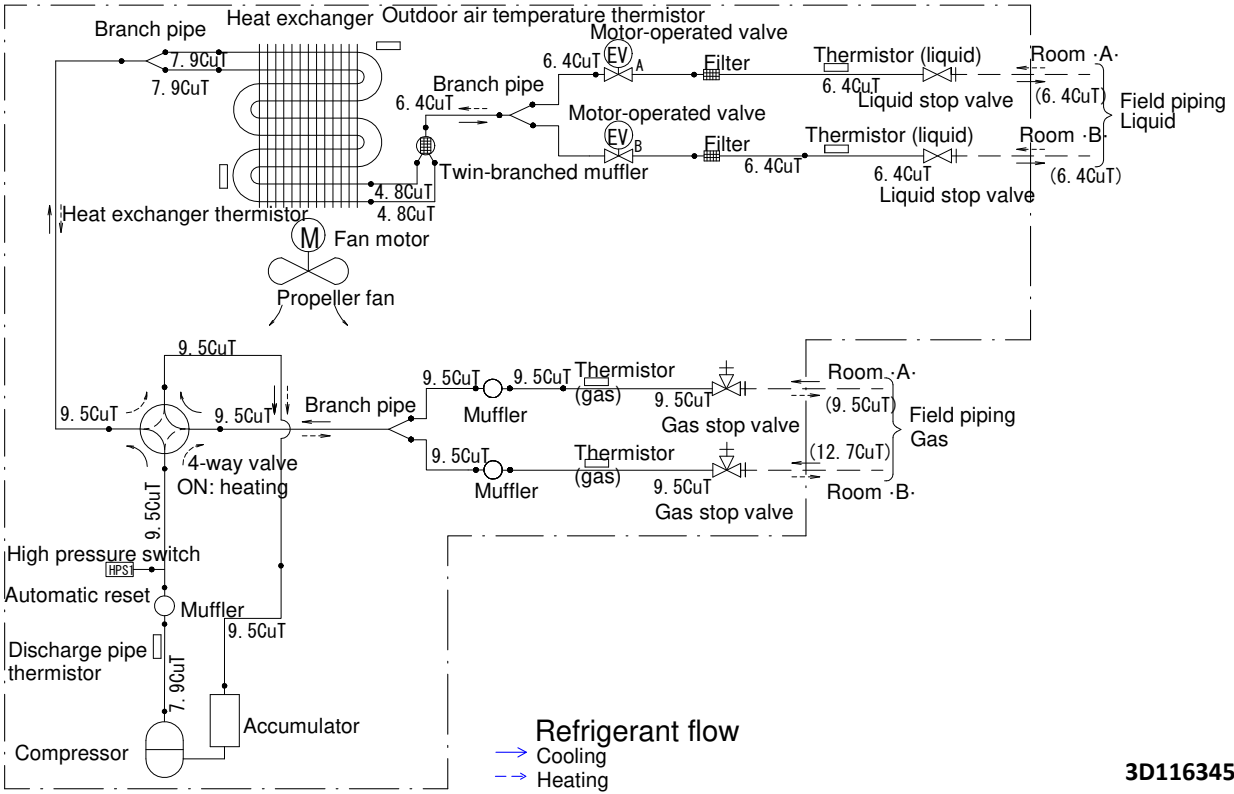 Heat exchanger
Outdoor air temperature thermistor
Branch pipe
7.9CuT
7.9CuT
Motor-operated valve
EV
A
6.4CuT
Filter
Thermistor (liquid)
6.4CuT
Liquid stop valve
Room ·A·
(6.4CuT)
Branch pipe
6.4CuT
Motor-operated valve
EV
B
Filter
6.4CuT
Thermistor (liquid)
6.4CuT
Liquid stop valve
Room ·B·
(6.4CuT)
Field piping
Liquid
Twin-branched muffler
4.8CuT
4.8CuT
Heat exchanger thermistor
M
Fan motor
Propeller fan
9.5CuT
9.5CuT
9.5CuT
Branch pipe
9.5CuT
9.5CuT
Muffler
Thermistor
(gas)
9.5CuT
Gas stop valve
Room ·A·
(9.5CuT)
Field piping
Gas
4-way valve
ON: heating
9.5CuT
Muffler
Thermistor
(gas)
9.5CuT
Gas stop valve
(12.7CuT)
Room ·B·
9.5CuT
High pressure switch
HPS1
Automatic reset
Muffler
9.5CuT
Discharge pipe
thermistor
7.9CuT
Accumulator
Compressor
Refrigerant flow
Cooling
Heating
3D116345